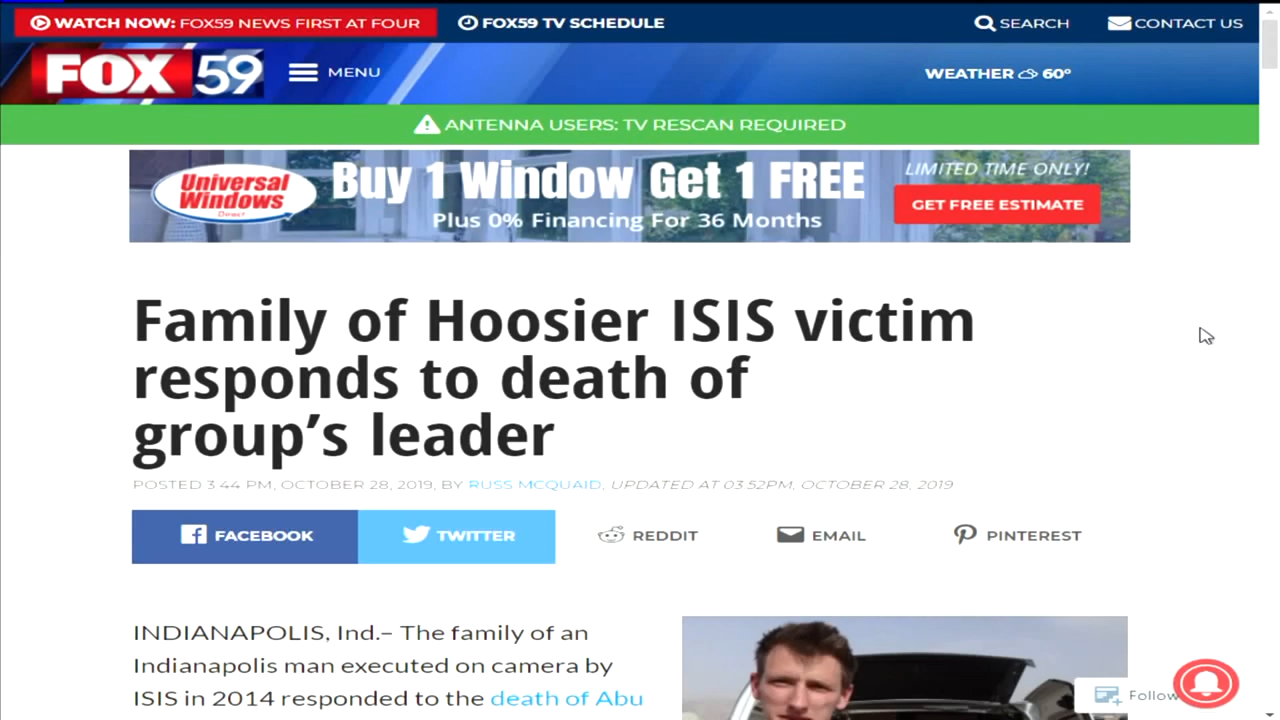 WATCH NOW: FOX59 NEWS FIRST AT FOUR
FOX59 TV SCHEDULE
SEARCH
CONTACT US
FOX 59
MENU
WEATHER 60°
ANTENNA USERS: TV RESCAN REQUIRED
Universal
Windows
Direct
Buy 1 Window Get 1 FREE
Plus 0% Financing For 36 Months
LIMITED TIME ONLY!
GET FREE ESTIMATE
Family of Hoosier ISIS victim
responds to death of
group’s leader
POSTED 3 44 PM, OCTOBER 28, 2019, BY RUSS MCQUAID, UPDATED AT 03 52PM, OCTOBER 28, 2019
FACEBOOK
TWITTER
REDDIT
EMAIL
PINTEREST
INDIANAPOLIS, Ind.– The family of an
Indianapolis man executed on camera by
ISIS in 2014 responded to the death of Abu
Follow